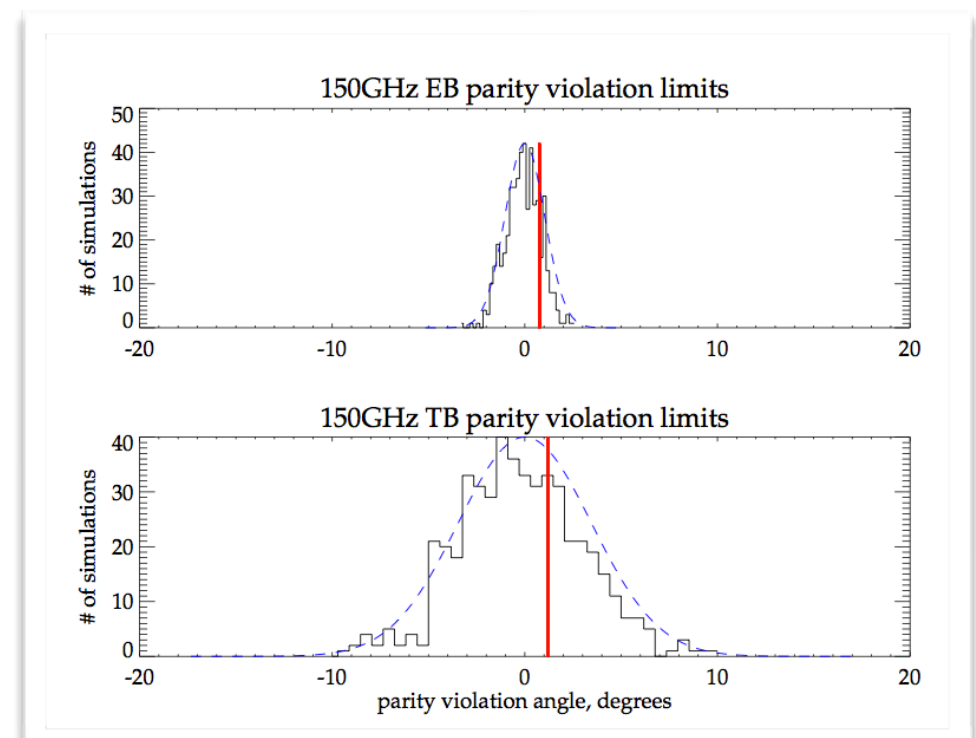 150GHz EB parity violation limits
50
40
30
20
10
0
# of simulations
-20 -10 0 10 20
150GHz TB parity violation limits
40
30
20
10
0
# of simulations
-20 -10 0 10 20
parity violation angle, degrees